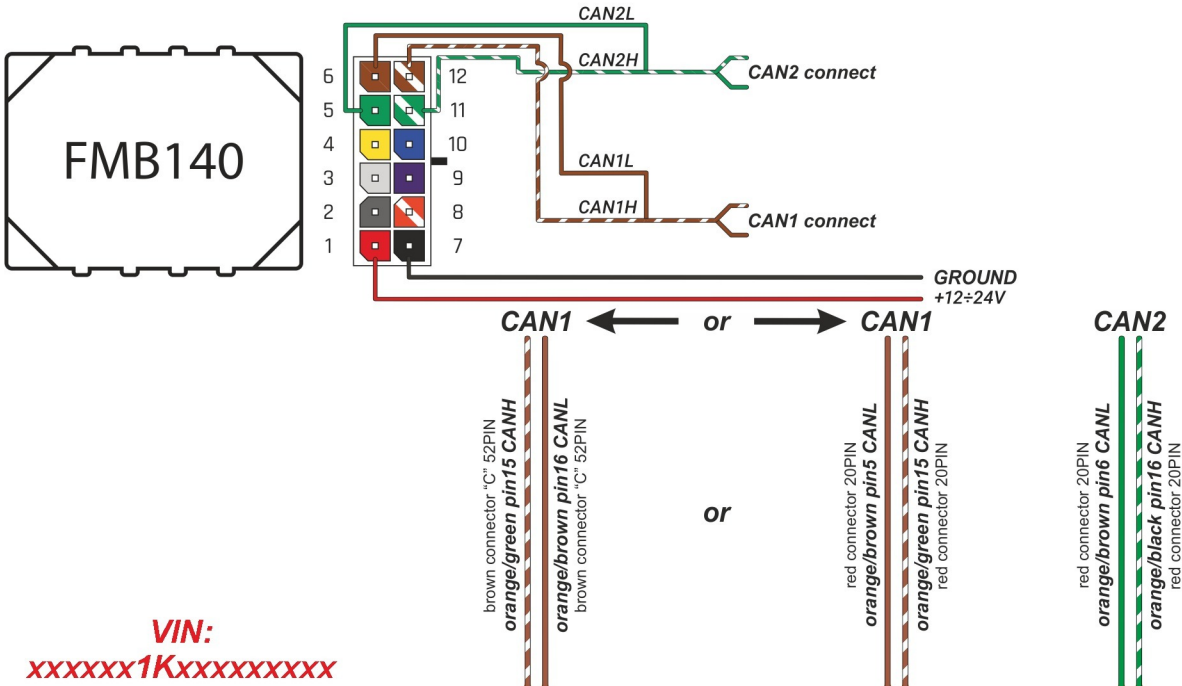 CAN2L
CAN2H
CAN2 connect
FMB140
6 12
5 11
4 10
3 9
2 8
1 7
CAN1L
CAN1H
CAN1 connect
GROUND
+12÷24V
CAN1 or CAN1 CAN2
brown connector "C" 52PIN
orange/green pin15 CANH
orange/brown pin16 CANL
brown connector "C" 52PIN
or
red connector 20PIN
orange/brown pin5 CANL
orange/green pin15 CANH
red connector 20PIN
red connector 20PIN
orange/brown pin6 CANL
orange/black pin16 CANH
red connector 20PIN
VIN:
xxxxxx1Kxxxxxxxxx